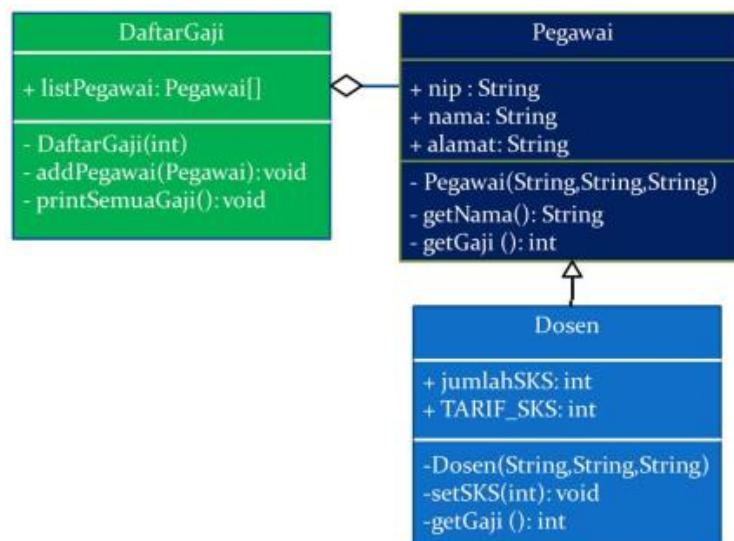 DaftarGaji
+ listPegawai: Pegawai[]
- DaftarGaji(int)
- addPegawai(Pegawai): void
- printSemuaGaji(): void
Pegawai
+ nip : String
+ nama: String
+ alamat: String
- Pegawai(String,String,String)
- getNama(): String
- getGaji (): int
Dosen
+ jumlahSKS: int
+ TARIF_SKS: int
-Dosen(String,String,String)
-setSKS(int): void
-getGaji (): int